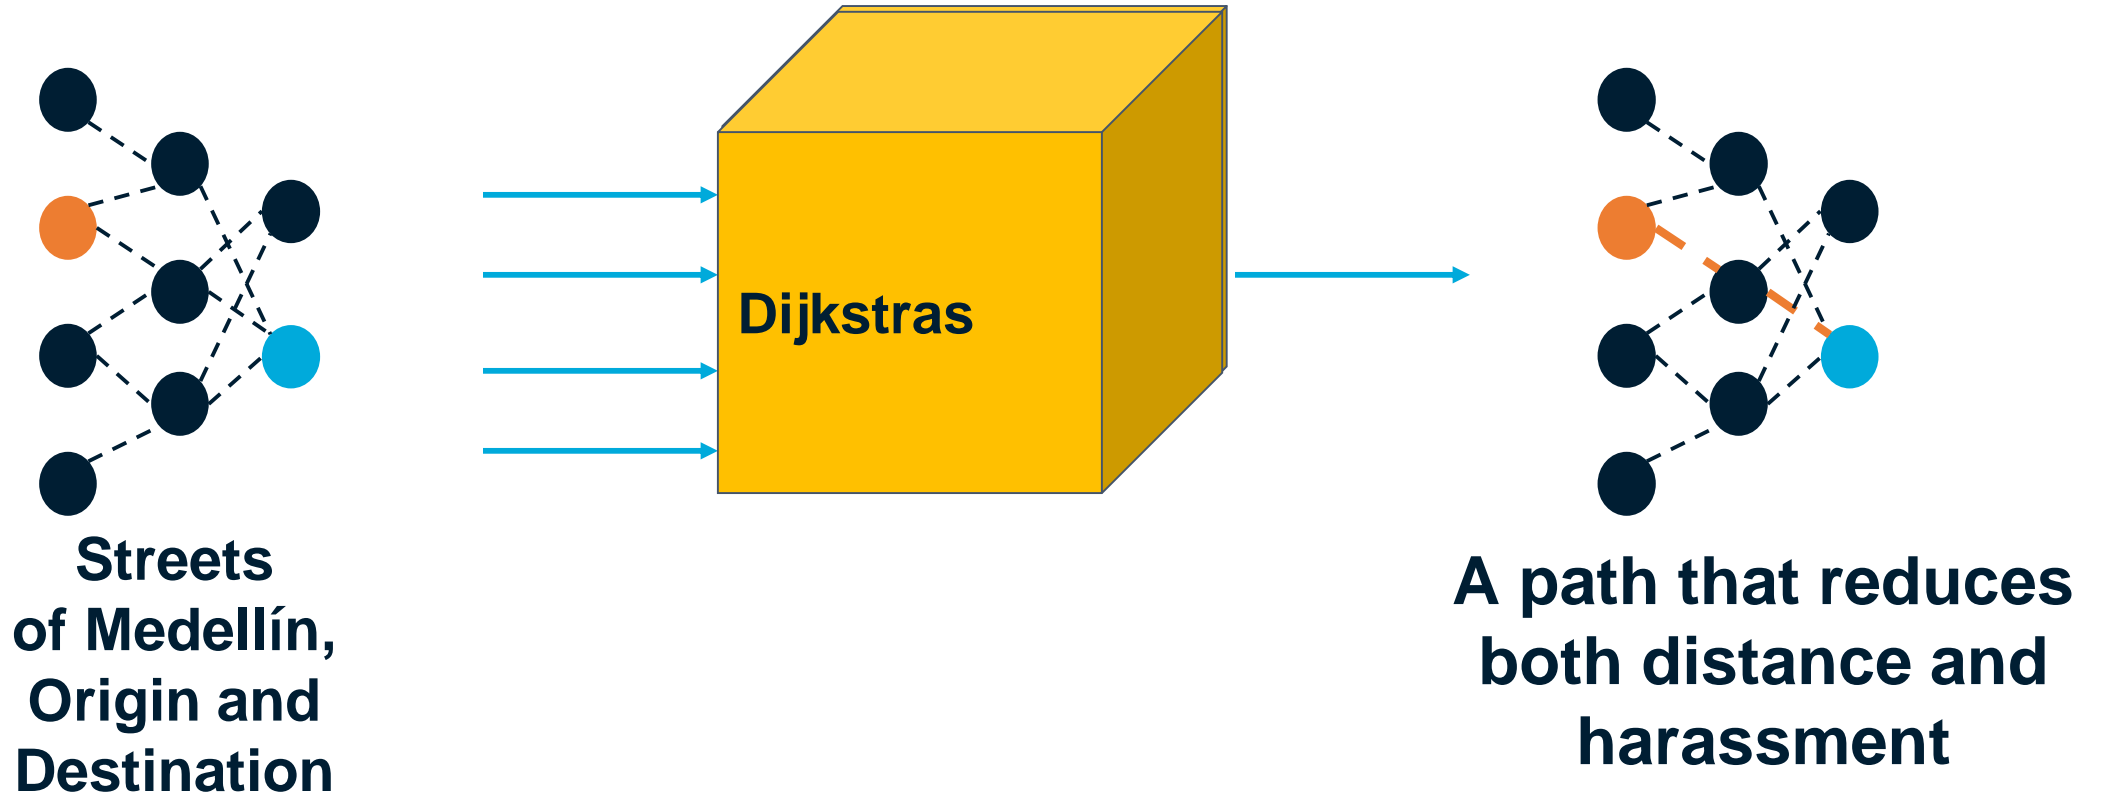 Dijkstras
Streets
of Medellín,
Origin and
Destination
A path that reduces
both distance and
harassment